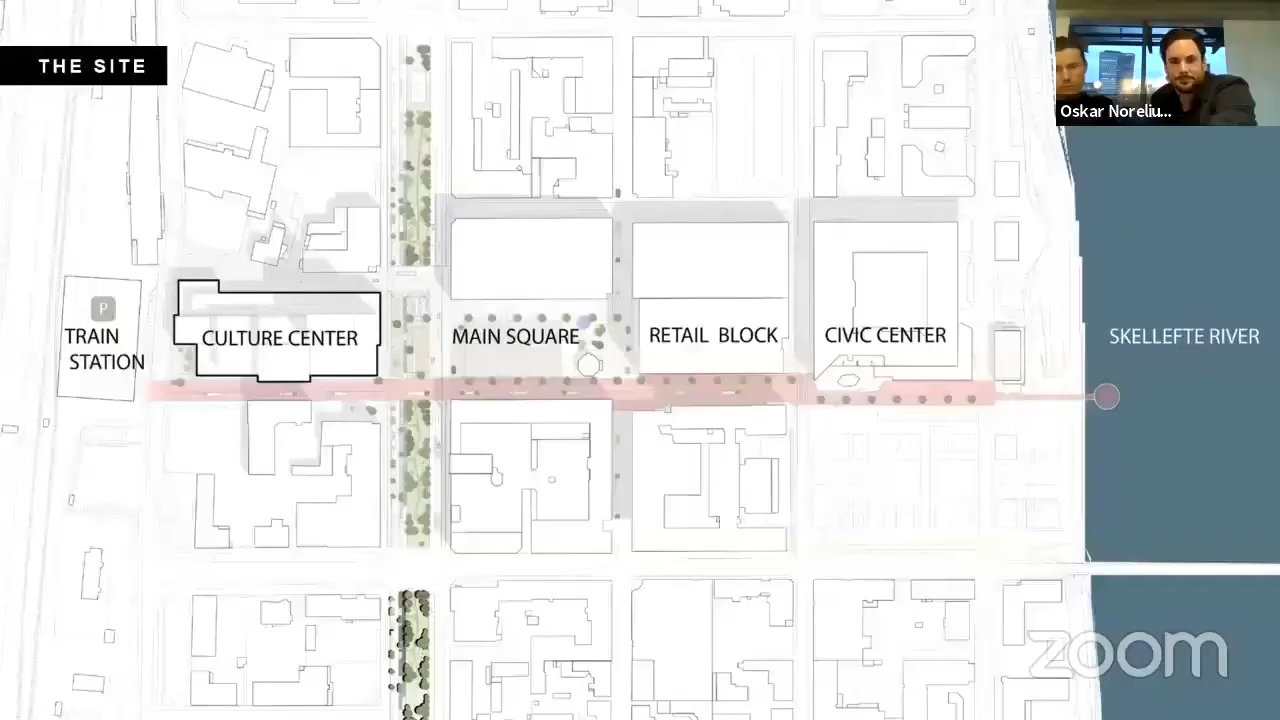 THE SITE
Oskar Noreliu...
P
TRAIN
STATION
CULTURE CENTER
MAIN SQUARE
RETAIL BLOCK
CIVIC CENTER
SKELLEFTE RIVER
zoom